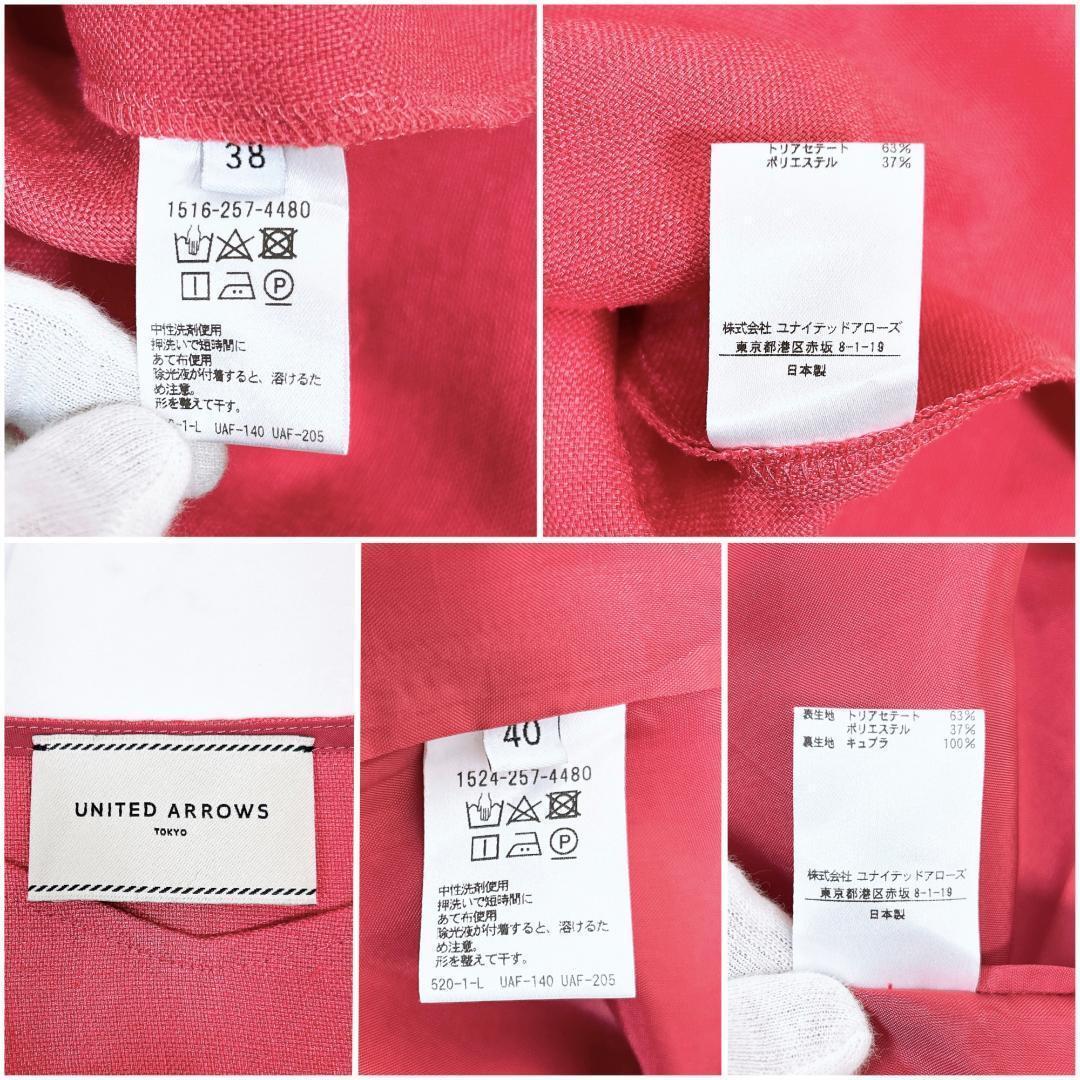 38
1516-257-4480
P
中性洗剤使用
押洗いで短時間に
あて布使用
除光液が付着すると、溶けるた
め注意。
形を整えて干す。
-1-L UAF-140 UAF-205
トリアセテート 63%
ポリエステル 37%
株式会社 ユナイテッドアローズ
東京都港区赤坂 8-1-19
日本製
UNITED ARROWS
TOKYO
40
1524-257-4480
P
中性洗剤使用
押洗いで短時間に
あて布使用
除光液が付着すると、溶けるた
め注意。
形を整えて干す。
520-1-L UAF-140 UAF-205
表生地 トリアセテート 63%
ポリエステル 37%
裏生地 キュプラ 100%
株式会社 ユナイテッドアローズ
東京都港区赤坂 8-1-19
日本製